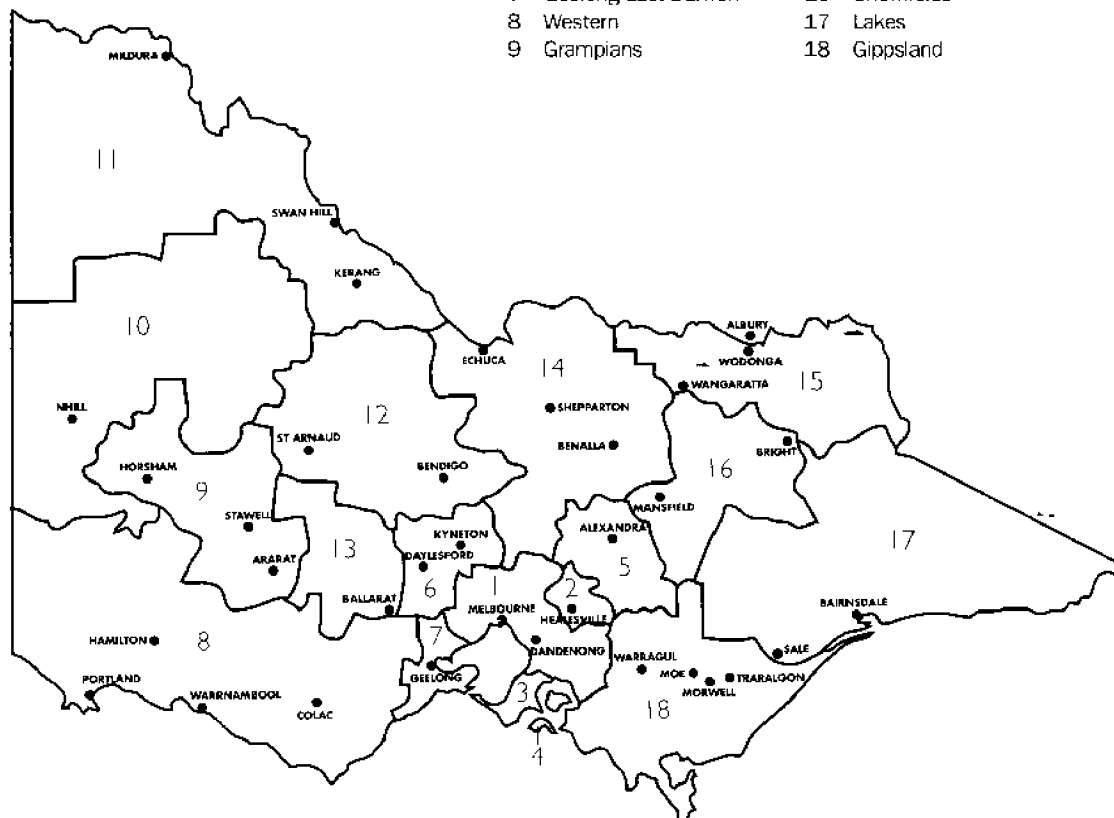 8 Western 17 Lakes
9 Grampians 18 Gippsland
MILDURA
11
SWAN HILL
KERANG
10
ALBURY
WODONGA
ECHUCA
14
WANGARATTA
15
NHILL
12
SHEPPARTON
ST ARNAUD
BENALLA
BRIGHT
HORSHAM
BENDIGO
16
9
MANSFIELD
STAWELL
ALEXANDRA
KYNETON
17
13
DAYLESFORD
ARARAT
5
6
1
2
BALLARAT
MELBOURNE
HEALESVILLE
BAIRNSDALE
7
HAMILTON
8
DANDENONG
SALE
GEELONG
WARRAGUL
MOE
TRARALGON
PORTLAND
MORWELL
WARRNAMBOOL
3
COLAC
18
4